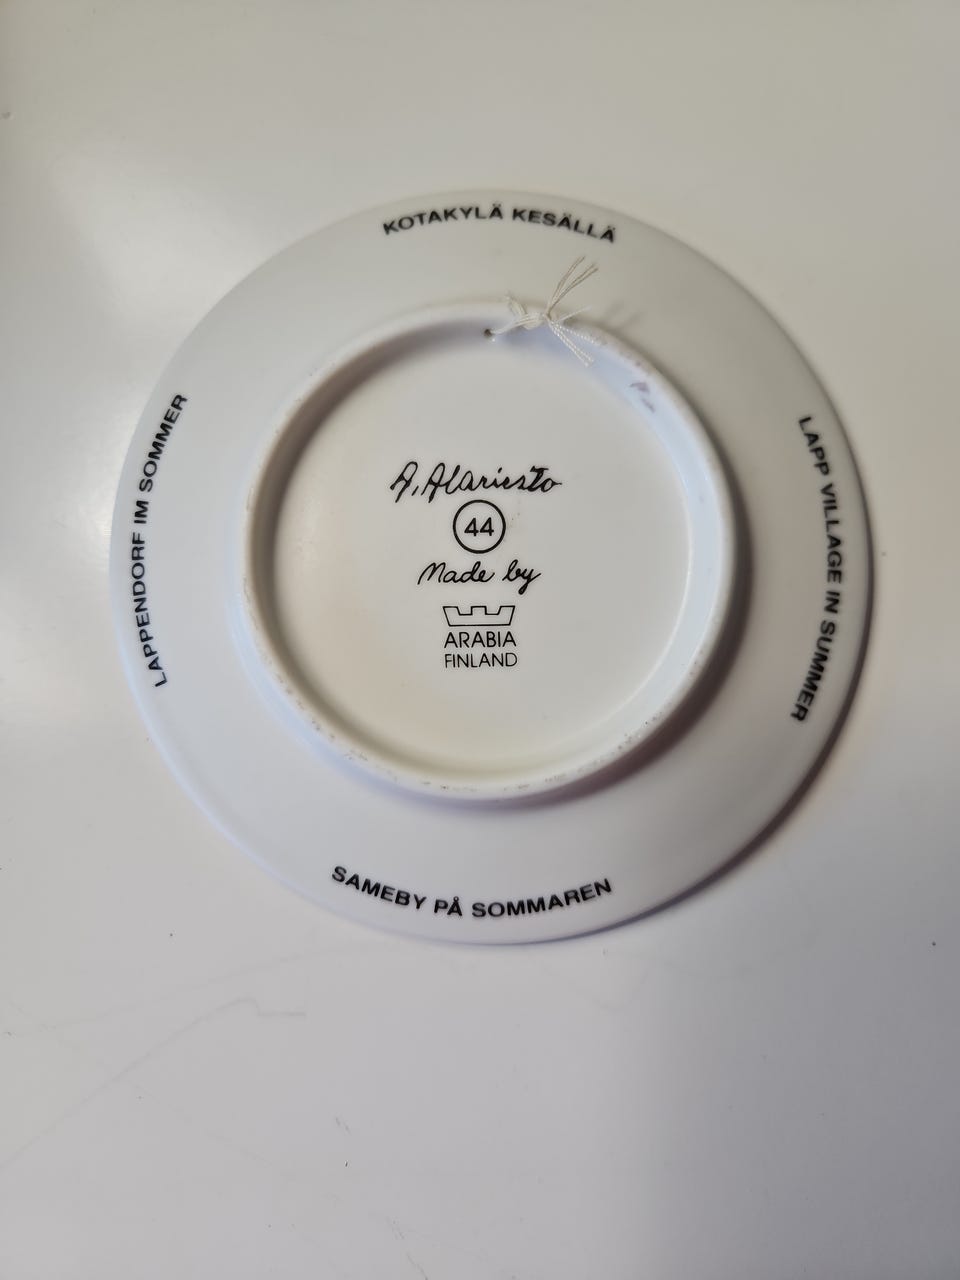 KOTAKYLÄ KESÄLLÄ
LAPPENDORF IM SOMMER
LAPP VILLAGE IN SUMMER
A. Alariesto
44
Made by
ARABIA
FINLAND
SAMEBY PÅ SOMMAREN